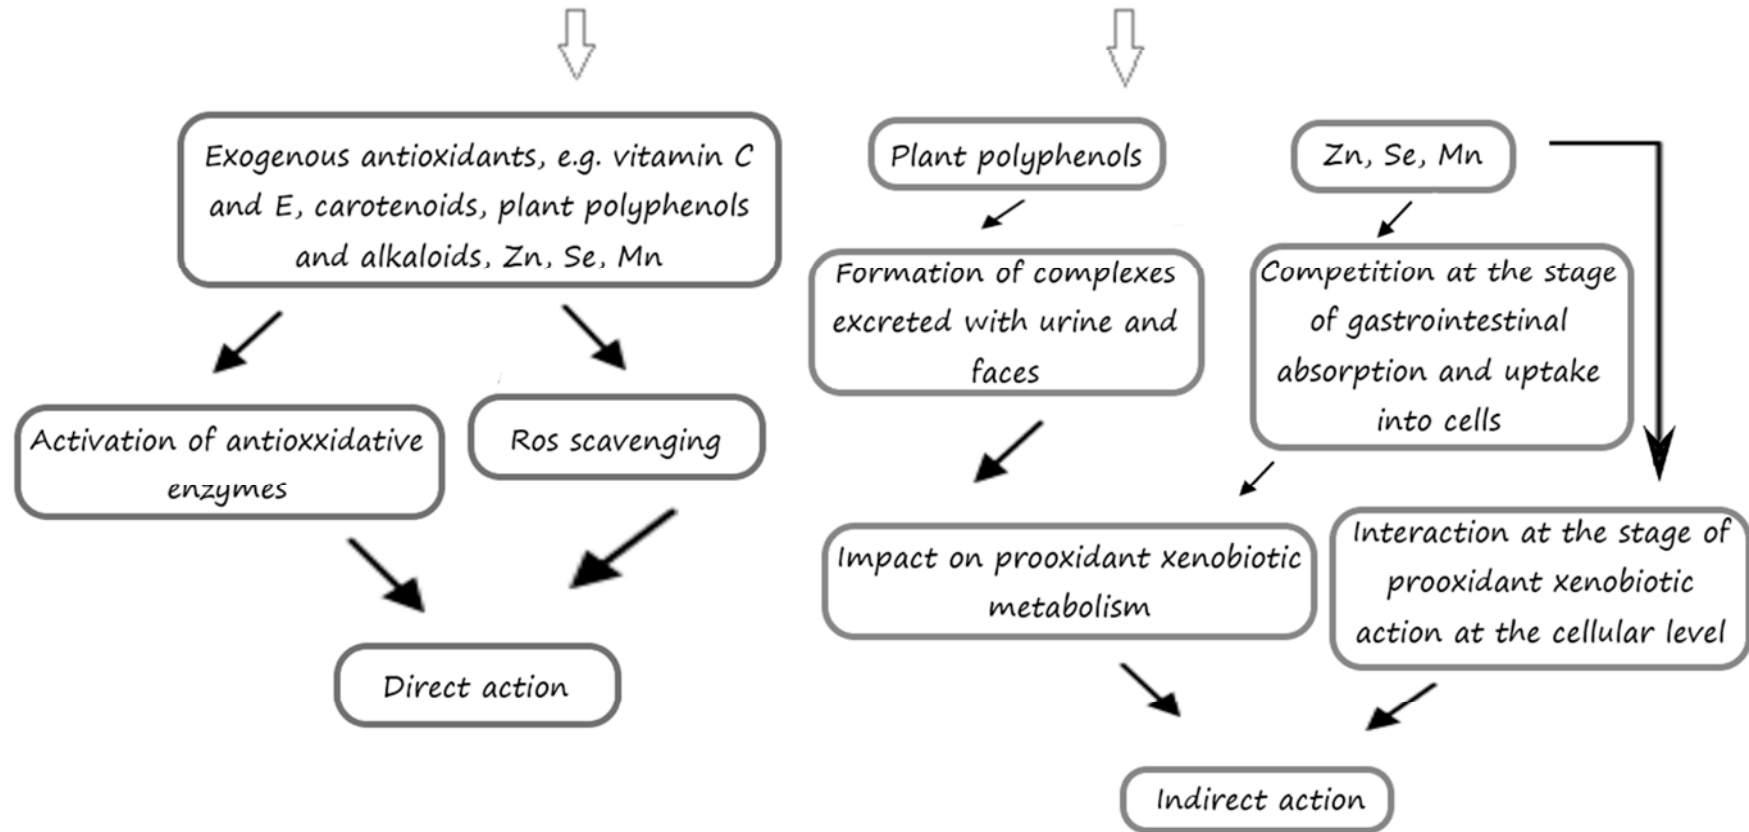 Exogenous antioxidants, e.g. vitamin C
and E, carotenoids, plant polyphenols
and alkaloids, Zn, Se, Mn
Activation of antioxxidative
enzymes
Ros scavenging
Direct action
Plant polyphenols
Zn, Se, Mn
Formation of complexes
excreted with urine and
faces
Competition at the stage
of gastrointestinal
absorption and uptake
into cells
Impact on prooxidant xenobiotic
metabolism
Interaction at the stage of
prooxidant xenobiotic
action at the cellular level
Indirect action